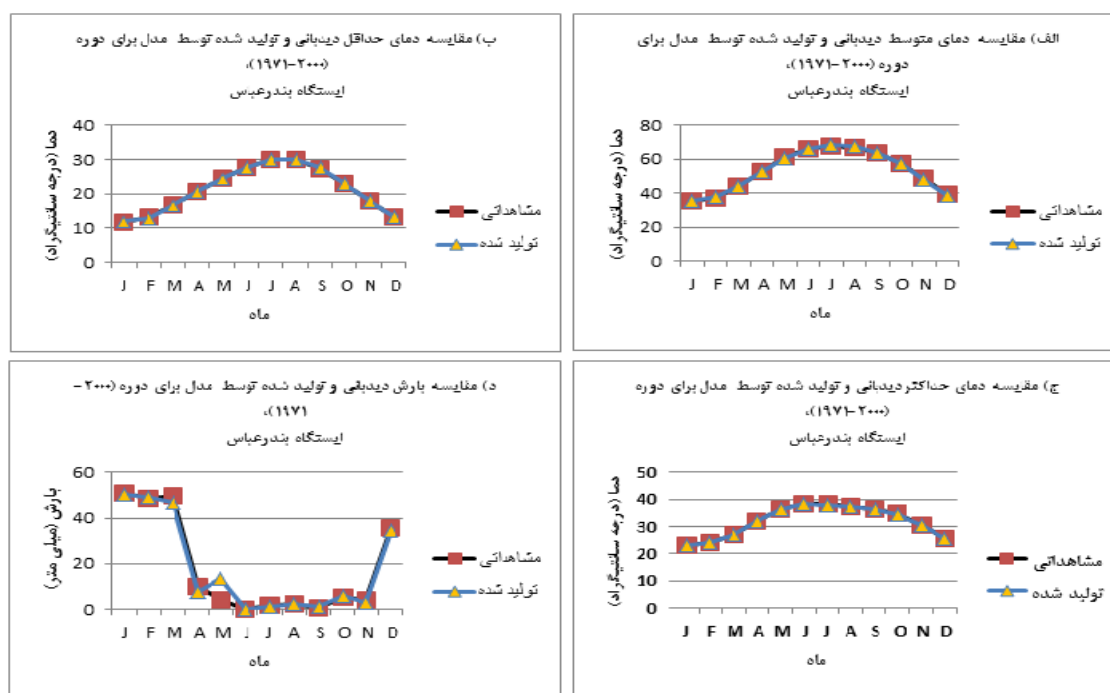 الف) مقایسه دمای متوسط دیدبانی و تولید شده توسط مدل برای
دوره (۲۰۰۰-۱۹۷۱)،
ایستگاه بندرعباس
دما (درجه سانتیگراد)
80
60
40
20
0
J F M A M J J A S O N D
ماه
مشاهداتی
تولید شده
ب) مقایسه دمای حداقل دیدبانی و تولید شده توسط مدل برای دوره
(۲۰۰۰-۱۹۷۱)،
ایستگاه بندرعباس
دما (درجه سانتیگراد)
40
30
20
10
0
J F M A M J J A S O N D
ماه
مشاهداتی
تولید شده
ج) مقیسه دمای حداکثر دیدبانی و تولید شده توسط مدل برای دوره
(۲۰۰۰-۱۹۷۱)،
ایستگاه بندرعباس
دما (درجه سانتیگراد)
50
40
30
20
10
0
J F M A M J J A S O N D
ماه
مشاهداتی
تولید شده
د) مقایسه بارش دیدبانی و تولید شده توسط مدل برای دوره (۲۰۰۰-
۱۹۷۱)،
ایستگاه بندرعباس
بارش (میلی متر)
60
40
20
0
J F M A M J J A S O N D
ماه
مشاهداتی
تولید شده